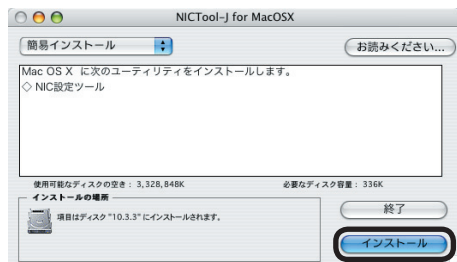 NICTool-J for MacOSX
簡易インストール
お読みください...
Mac OS X に次のユーティリティをインストールします。
◇ NIC設定ツール
使用可能なディスクの空き： 3,328,848K 必要なディスク容量： 336K
インストールの場所
項目はディスク "10.3.3" にインストールされます。
終了
インストール